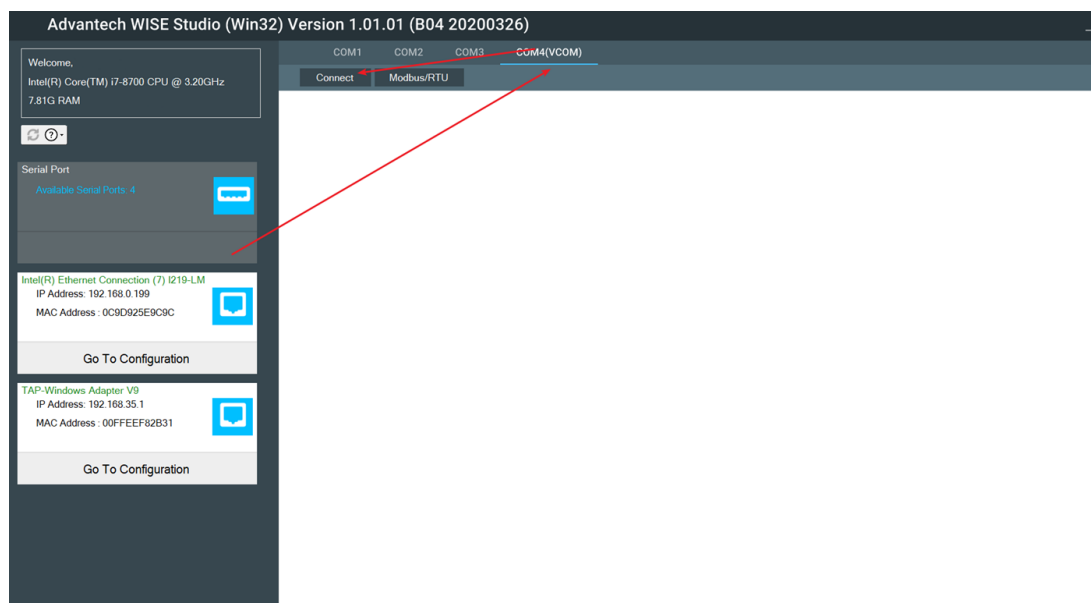 Advantech WISE Studio (Win32) Version 1.01.01 (B04 20200326)
Welcome,
Intel(R) Core(TM) i7-8700 CPU @ 3.20GHz
7.81G RAM
COM1 COM2 COM3 COM4(VCOM)
Connect Modbus/RTU
Serial Port
Available Serial Ports: 4
Intel(R) Ethernet Connection (7) I219-LM
IP Address: 192.168.0.199
MAC Address : 0C9D925E9C9C
Go To Configuration
TAP-Windows Adapter V9
IP Address: 192.168.35.1
MAC Address : 00FFEEF82B31
Go To Configuration